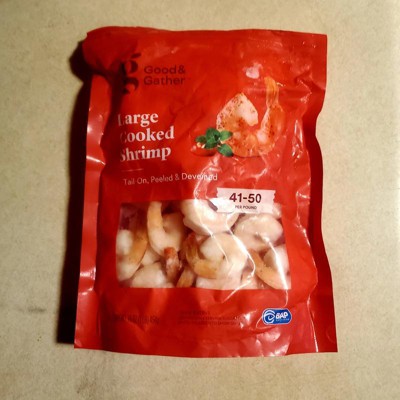 g
Good&
Gather
Large
Cooked
Shrimp
Tail On, Peeled & Deveined
41-50
PER POUND
BAP